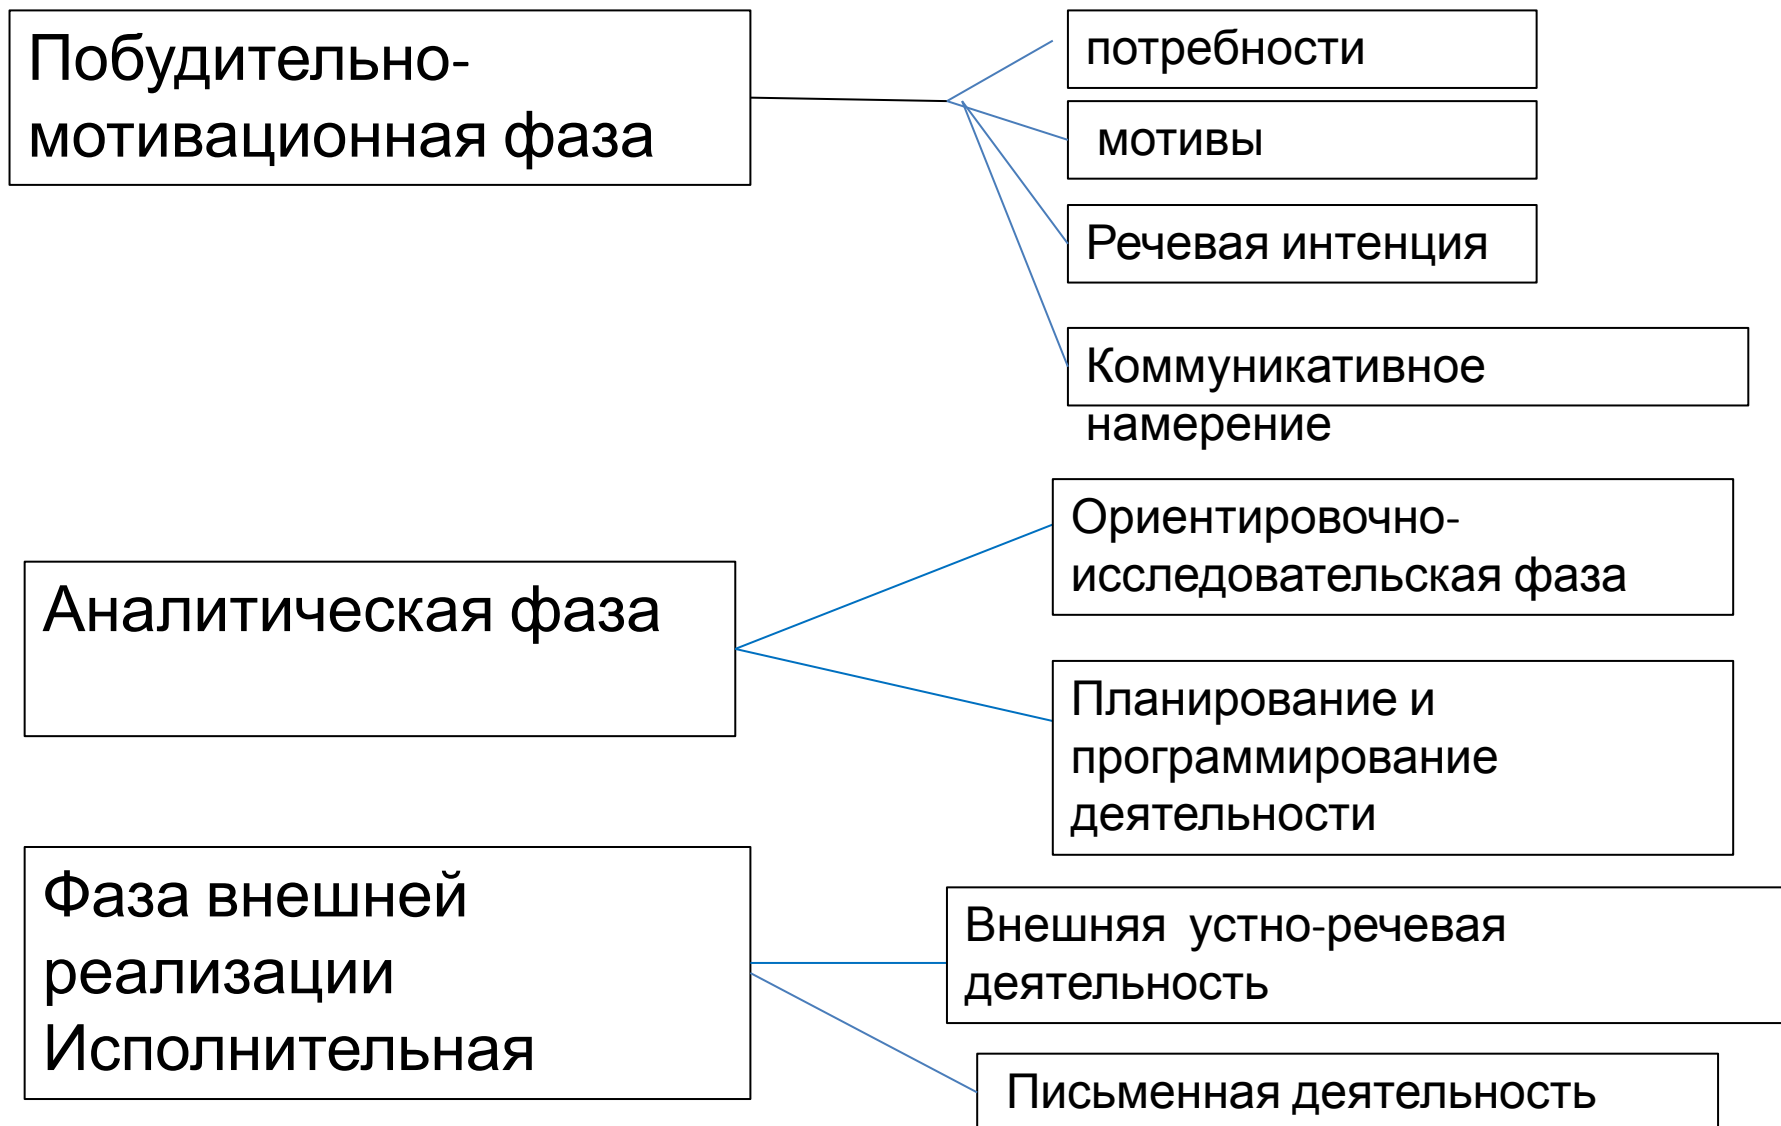 Побудительно-
мотивационная фаза
потребности
мотивы
Речевая интенция
Коммуникативное
намерение
Аналитическая фаза
Ориентировочно-
исследовательская фаза
Планирование и
программирование
деятельности
Фаза внешней
реализации
Исполнительная
Внешняя устно-речевая
деятельность
Письменная деятельность